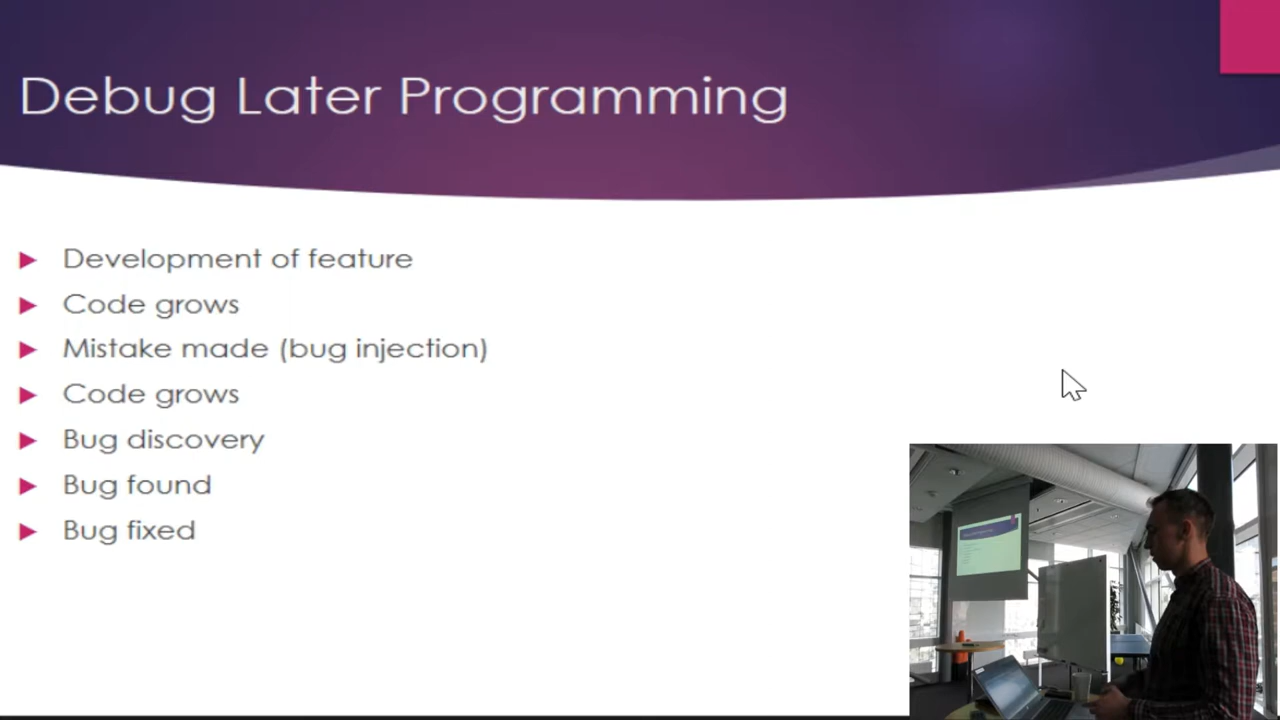 Debug Later Programming
Development of feature
Code grows
Mistake made (bug injection)
Code grows
Bug discovery
Bug found
Bug fixed